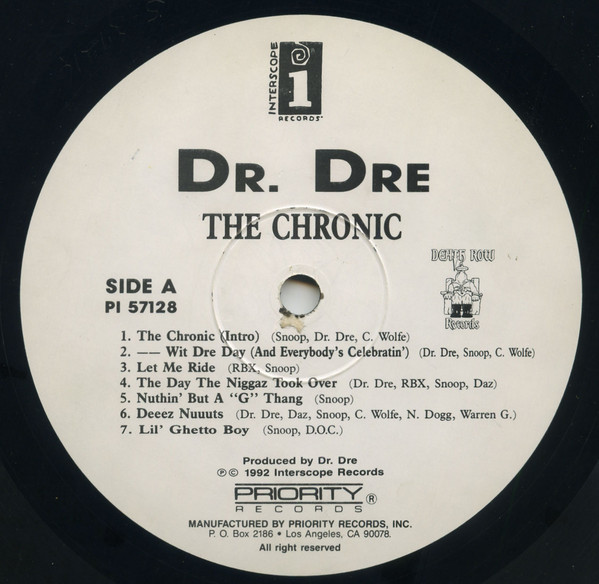 INTERSCOPE
i
RECORDS
DR. DRE
THE CHRONIC
SIDE A
PI 57128
DEATH ROW
Records
1. The Chronic (Intro) (Snoop, Dr. Dre, C. Wolfe)
2. —— Wit Dre Day (And Everybody's Celebratin') (Dr. Dre, Snoop, C. Wolfe)
3. Let Me Ride (RBX, Snoop)
4. The Day The Niggaz Took Over (Dr. Dre, RBX, Snoop, Daz)
5. Nuthin' But A "G" Thang (Snoop)
6. Deeez Nuuuts (Dr. Dre, Daz, Snoop, C. Wolfe, N. Dogg, Warren G.)
7. Lil' Ghetto Boy (Snoop, D.O.C.)
Produced by Dr. Dre
℗© 1992 Interscope Records
PRIORITY®
RECORDS
MANUFACTURED BY PRIORITY RECORDS, INC.
P. O. Box 2186 • Los Angeles, CA 90078.
All right reserved